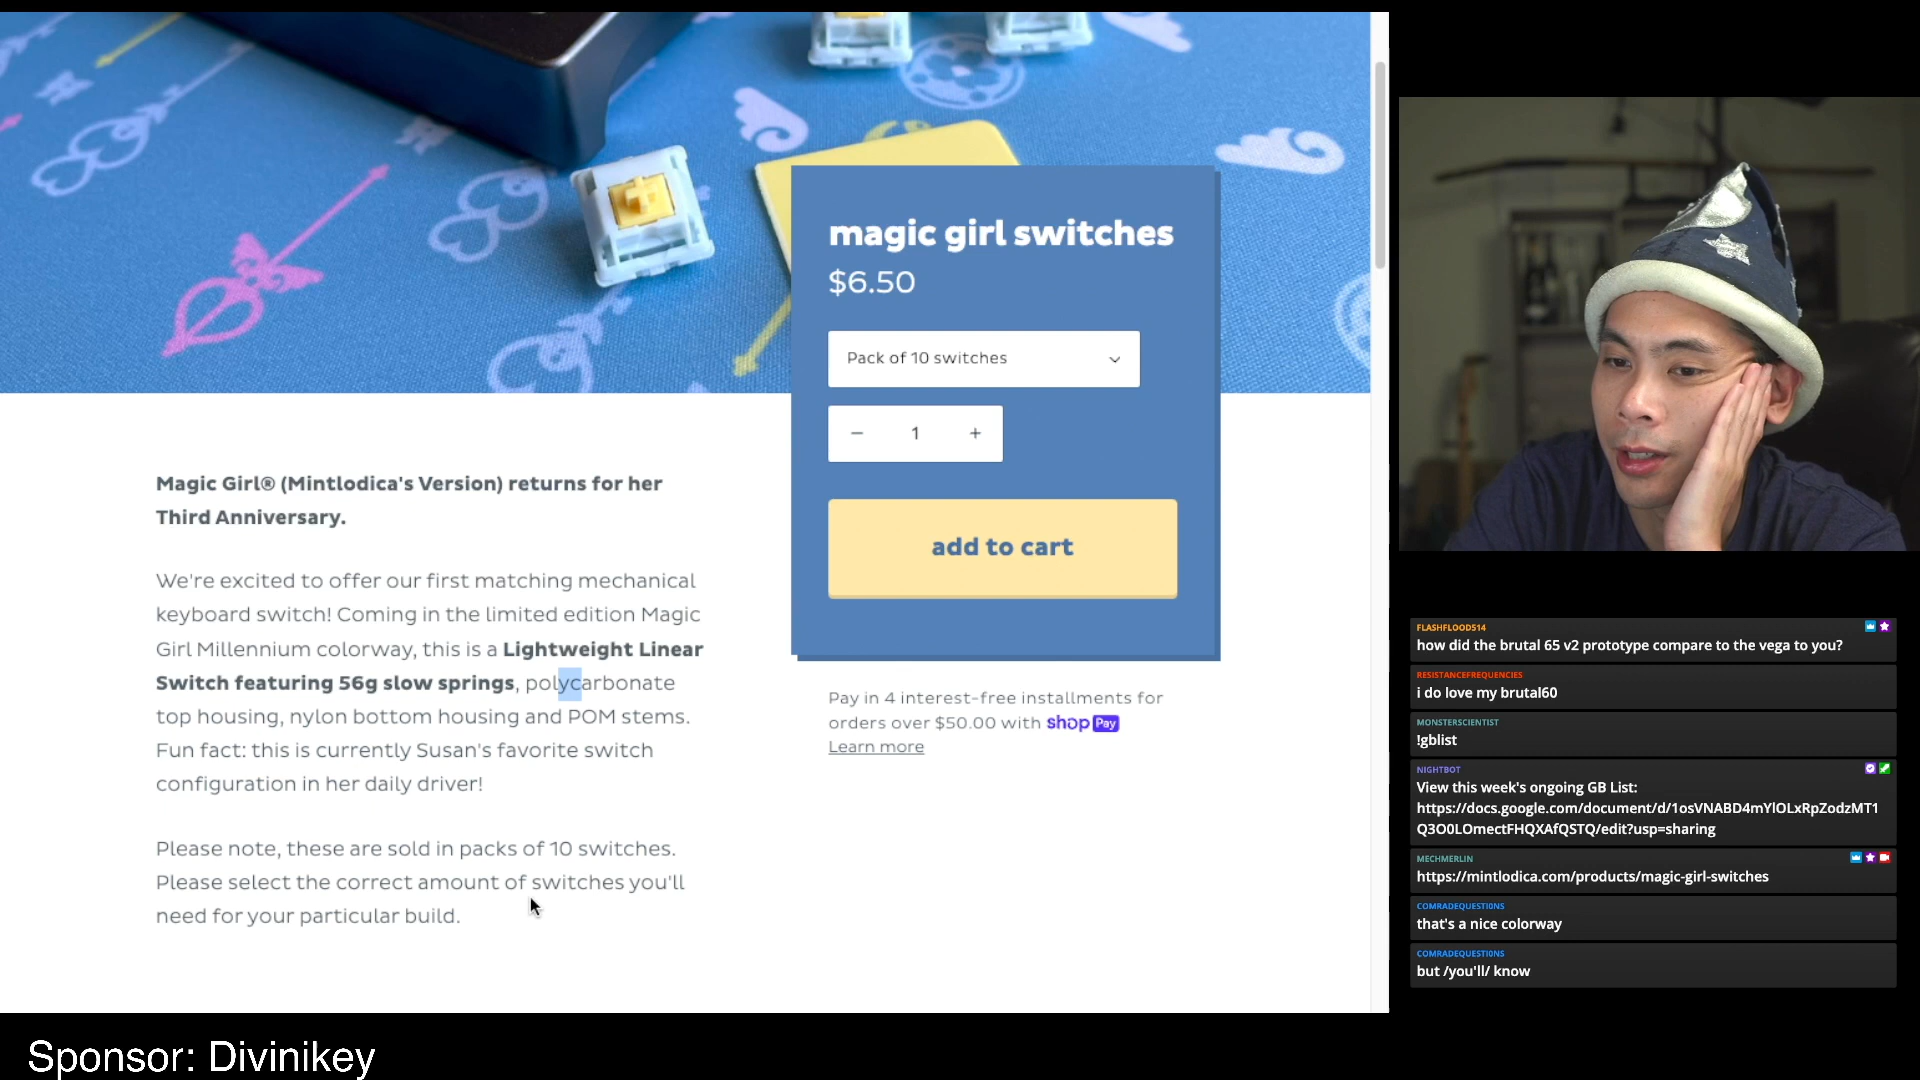 magic girl switches
$6.50
Pack of 10 switches
− 1 +
add to cart
Pay in 4 interest-free installments for
orders over $50.00 with shop Pay
Learn more
Magic Girl® (Mintlodica's Version) returns for her
Third Anniversary.
We're excited to offer our first matching mechanical
keyboard switch! Coming in the limited edition Magic
Girl Millennium colorway, this is a Lightweight Linear
Switch featuring 56g slow springs, polycarbonate
top housing, nylon bottom housing and POM stems.
Fun fact: this is currently Susan's favorite switch
configuration in her daily driver!
Please note, these are sold in packs of 10 switches.
Please select the correct amount of switches you'll
need for your particular build.
FLASHFLOOD514
how did the brutal 65 v2 prototype compare to the vega to you?
RESISTANCEFREQUENCIES
i do love my brutal60
MONSTERSCIENTIST
!gblist
NIGHTBOT
View this week's ongoing GB List:
https://docs.google.com/document/d/1osVNABD4mYlOLxRpZodzMT1
Q3O0LOmectFHQXAfQSTQ/edit?usp=sharing
MECHMERLIN
https://mintlodica.com/products/magic-girl-switches
COMRADEQUESTI0NS
that's a nice colorway
COMRADEQUESTI0NS
but /you'll/ know
Sponsor: Divinikey